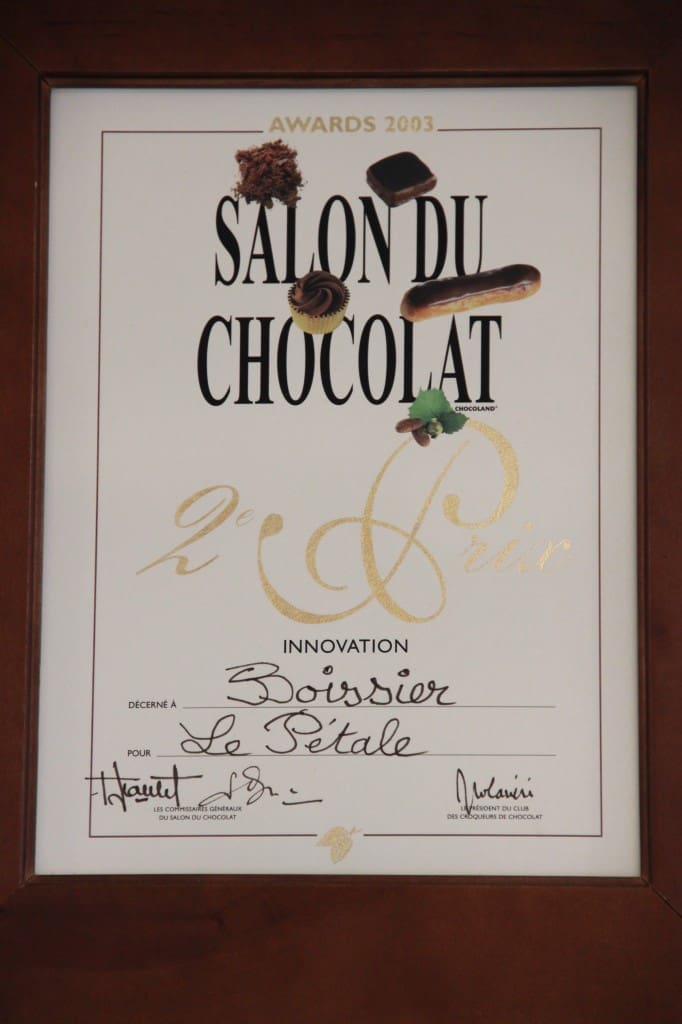 AWARDS 2003
SALON DU
CHOCOLAT
CHOCOLAND
2e Prix
INNOVATION
DÉCERNÉ À Boissier
POUR Le Pétale
LES COMMISSAIRES GÉNÉRAUX
DU SALON DU CHOCOLAT
LE PRÉSIDENT DU CLUB
DES CROQUEURS DE CHOCOLAT